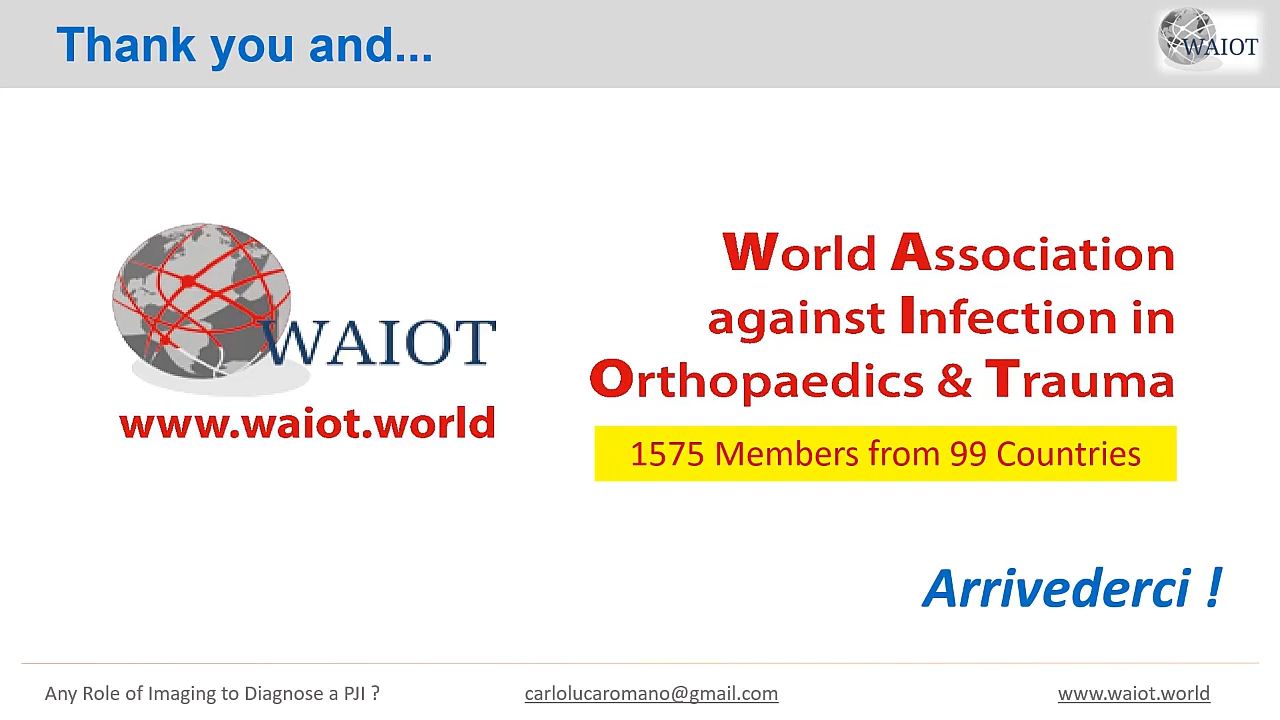 Thank you and...
WAIOT
World Association
against Infection in
Orthopaedics & Trauma
WAIOT
www.waiot.world
1575 Members from 99 Countries
Arrivederci !
Any Role of Imaging to Diagnose a PJI ?
carlolucaromano@gmail.com
www.waiot.world